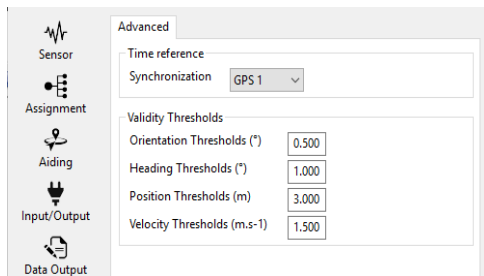 Sensor
Assignment
Aiding
Input/Output
Data Output
Advanced
Time reference
Synchronization GPS 1
Validity Thresholds
Orientation Thresholds (°) 0.500
Heading Thresholds (°) 1.000
Position Thresholds (m) 3.000
Velocity Thresholds (m.s-1) 1.500